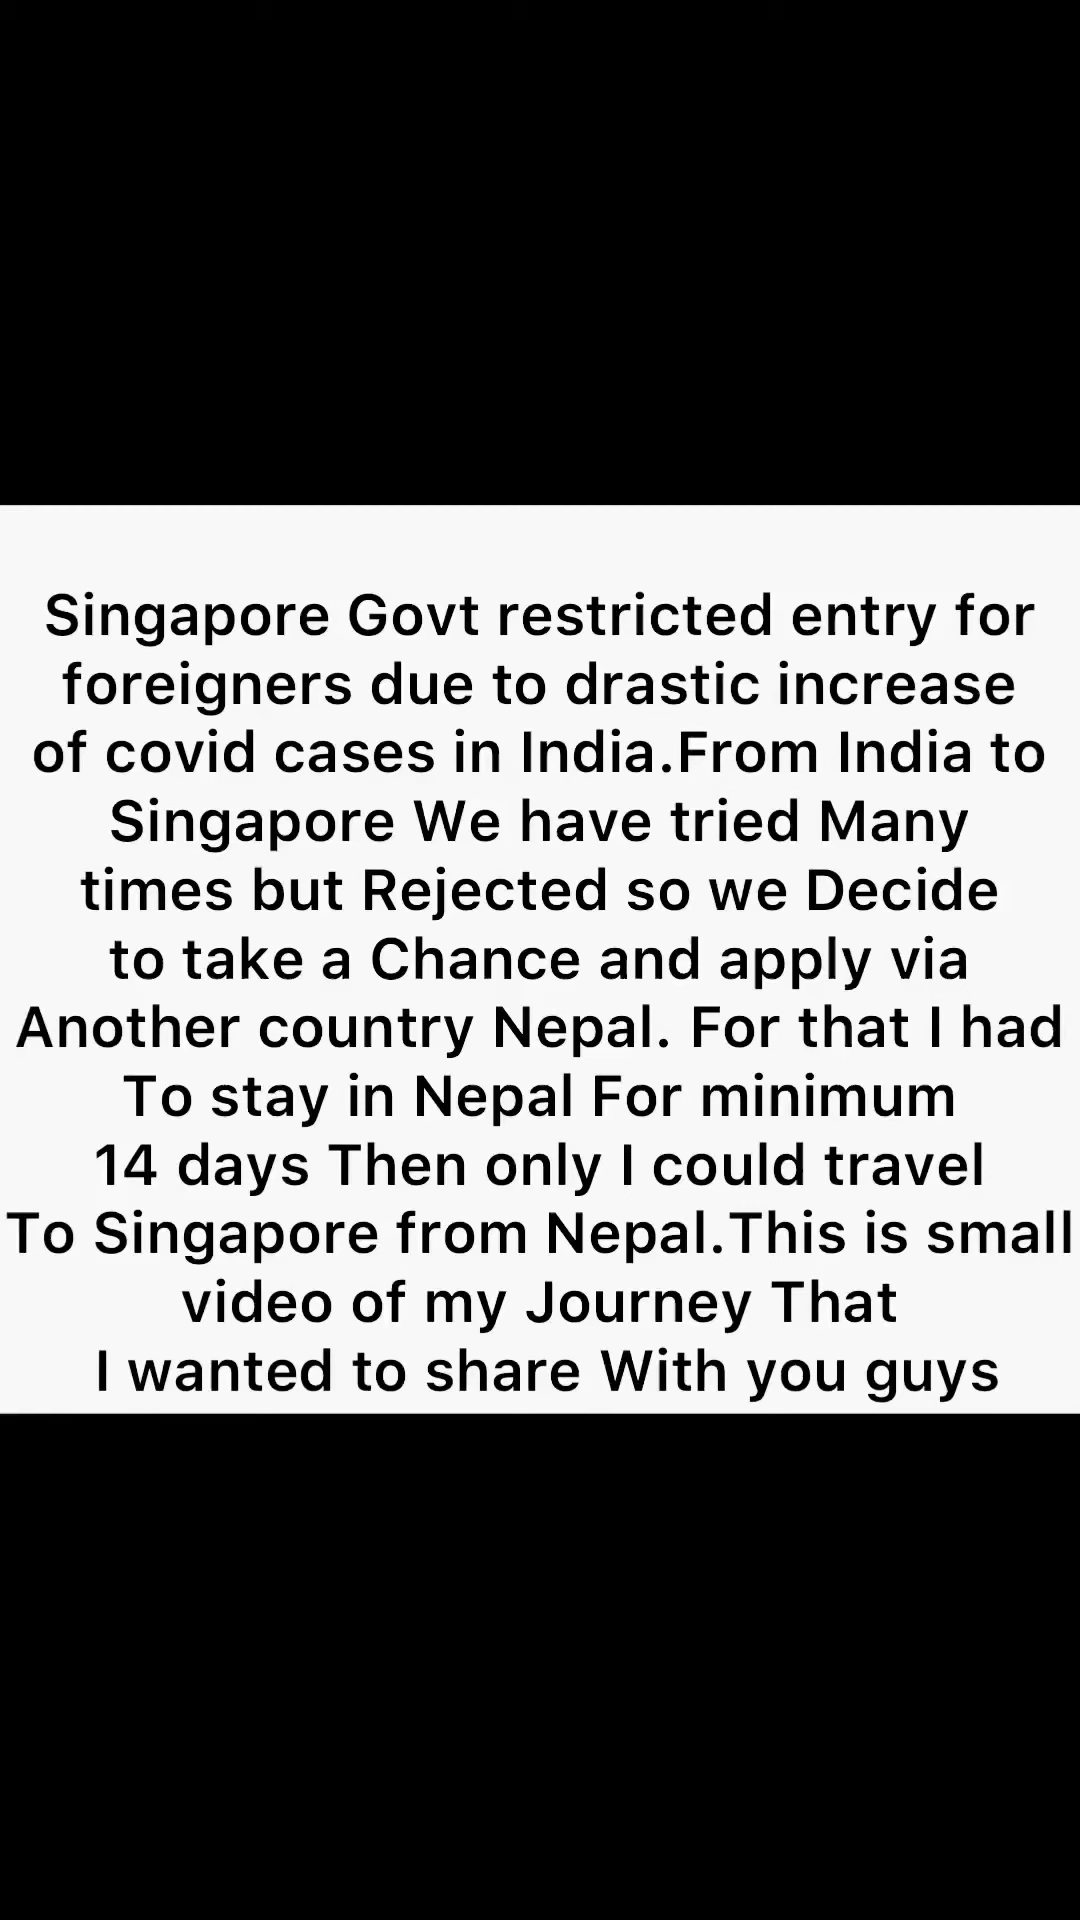 Singapore Govt restricted entry for
foreigners due to drastic increase
of covid cases in India.From India to
Singapore We have tried Many
times but Rejected so we Decide
to take a Chance and apply via
Another country Nepal. For that I had
To stay in Nepal For minimum
14 days Then only I could travel
To Singapore from Nepal.This is small
video of my Journey That
I wanted to share With you guys